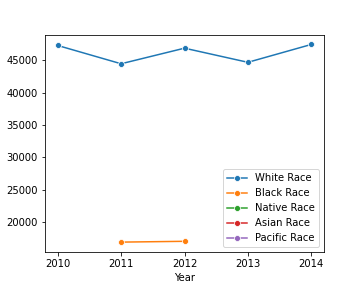 45000
40000
35000
30000
25000
20000
White Race
Black Race
Native Race
Asian Race
Pacific Race
2010 2011 2012 2013 2014
Year